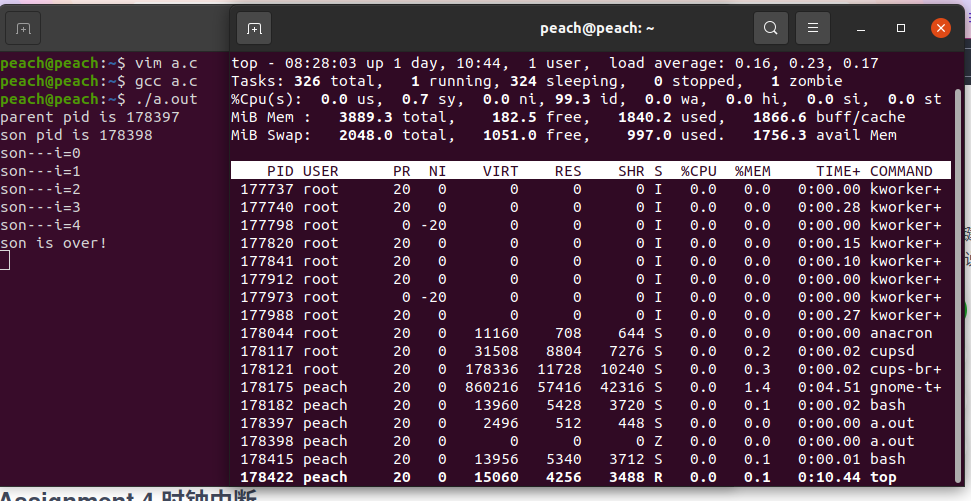 peach@peach: ~
peach@peach:~$ vim a.c
peach@peach:~$ gcc a.c
peach@peach:~$ ./a.out
parent pid is 178397
son pid is 178398
son---i=0
son---i=1
son---i=2
son---i=3
son---i=4
son is over!
top - 08:28:03 up 1 day, 10:44,  1 user,  load average: 0.16, 0.23, 0.17
Tasks: 326 total,   1 running, 324 sleeping,   0 stopped,   1 zombie
%Cpu(s):  0.0 us,  0.7 sy,  0.0 ni, 99.3 id,  0.0 wa,  0.0 hi,  0.0 si,  0.0 st
MiB Mem :   3889.3 total,    182.5 free,   1840.2 used,   1866.6 buff/cache
MiB Swap:   2048.0 total,   1051.0 free,    997.0 used.   1756.3 avail Mem
PID USER      PR  NI    VIRT    RES    SHR S  %CPU  %MEM     TIME+ COMMAND
177737 root      20   0       0      0      0 I   0.0   0.0   0:00.00 kworker+
177740 root      20   0       0      0      0 I   0.0   0.0   0:00.28 kworker+
177798 root       0 -20       0      0      0 I   0.0   0.0   0:00.00 kworker+
177820 root      20   0       0      0      0 I   0.0   0.0   0:00.15 kworker+
177841 root      20   0       0      0      0 I   0.0   0.0   0:00.10 kworker+
177912 root      20   0       0      0      0 I   0.0   0.0   0:00.00 kworker+
177973 root       0 -20       0      0      0 I   0.0   0.0   0:00.00 kworker+
177988 root      20   0       0      0      0 I   0.0   0.0   0:00.27 kworker+
178044 root      20   0   11160    708    644 S   0.0   0.0   0:00.00 anacron
178117 root      20   0   31508   8804   7276 S   0.0   0.2   0:00.02 cupsd
178121 root      20   0  178336  11728  10240 S   0.0   0.3   0:00.02 cups-br+
178175 peach     20   0  860216  57416  42316 S   0.0   1.4   0:04.51 gnome-t+
178182 peach     20   0   13960   5428   3720 S   0.0   0.1   0:00.02 bash
178397 peach     20   0    2496    512    448 S   0.0   0.0   0:00.00 a.out
178398 peach     20   0       0      0      0 Z   0.0   0.0   0:00.00 a.out
178415 peach     20   0   13956   5340   3712 S   0.0   0.1   0:00.01 bash
178422 peach     20   0   15060   4256   3488 R   0.0   0.1   0:10.44 top
Assignment 4 时钟中断